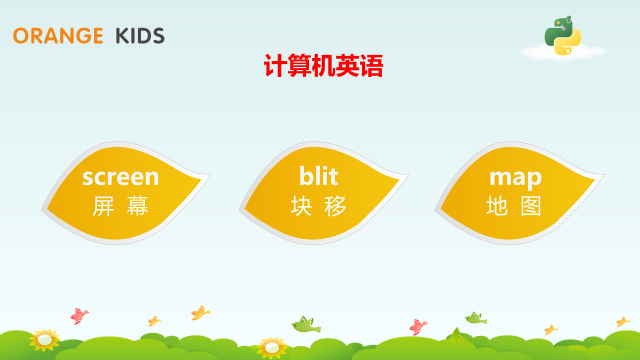 ORANGE KIDS
计算机英语
screen
屏 幕
blit
块 移
map
地 图